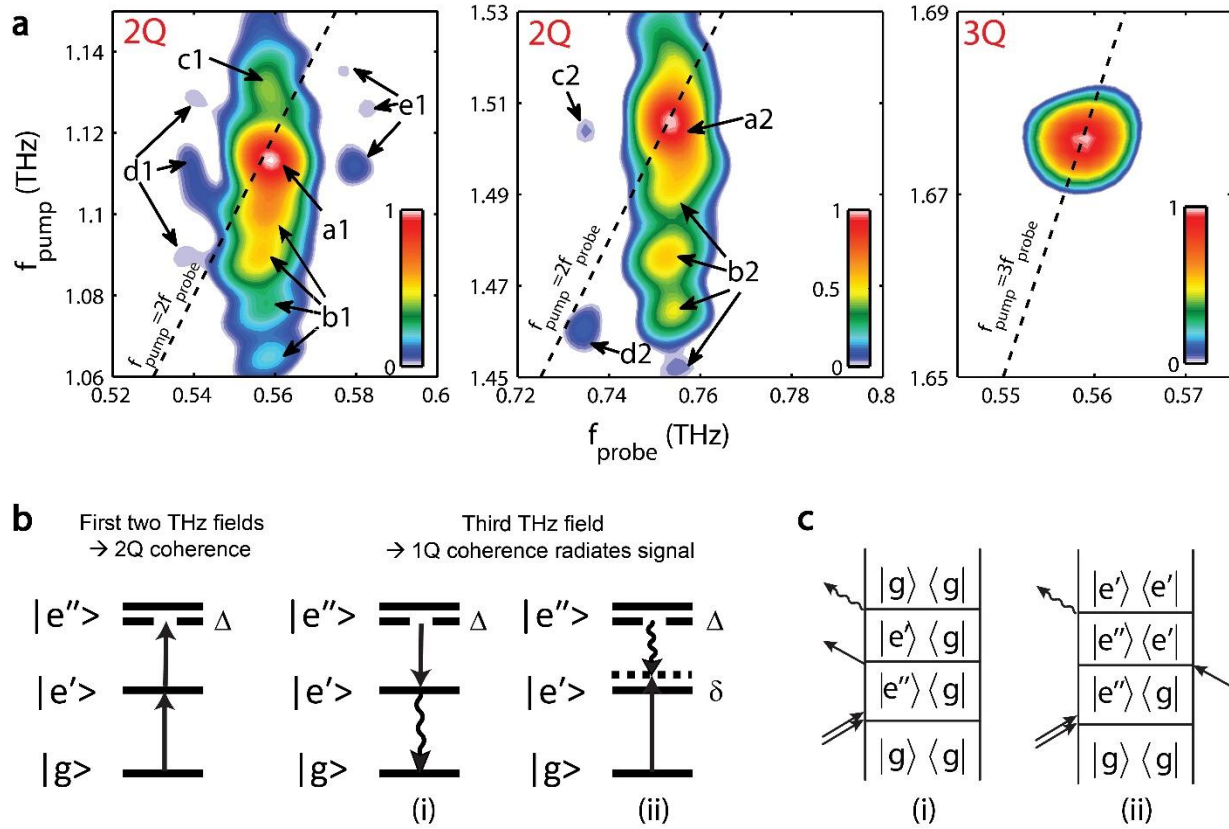 a
2Q
2Q
3Q
c1
e1
d1
a1
b1
c2
a2
b2
d2
f_pump (THz)
1.14
1.12
1.1
1.08
1.06
0.52
0.54
0.56
0.58
0.6
f_pump=2f_probe
1
0
1.53
1.51
1.49
1.47
1.45
0.72
0.74
0.76
0.78
0.8
f_pump=2f_probe
1
0.5
0
1.69
1.67
1.65
0.55
0.56
0.57
f_pump=3f_probe
1
0
f_probe (THz)
b
First two THz fields
→ 2Q coherence
Third THz field
→ 1Q coherence radiates signal
|e''> Δ |e''> Δ |e''> Δ
|e'> |e'> |e'> δ
|g> |g> |g>
(i) (ii)
c
|g⟩⟨g| |e'⟩⟨e'|
|e'⟩⟨g| |e''⟩⟨e'|
|e''⟩⟨g| |e''⟩⟨g|
|g⟩⟨g| |g⟩⟨g|
(i) (ii)